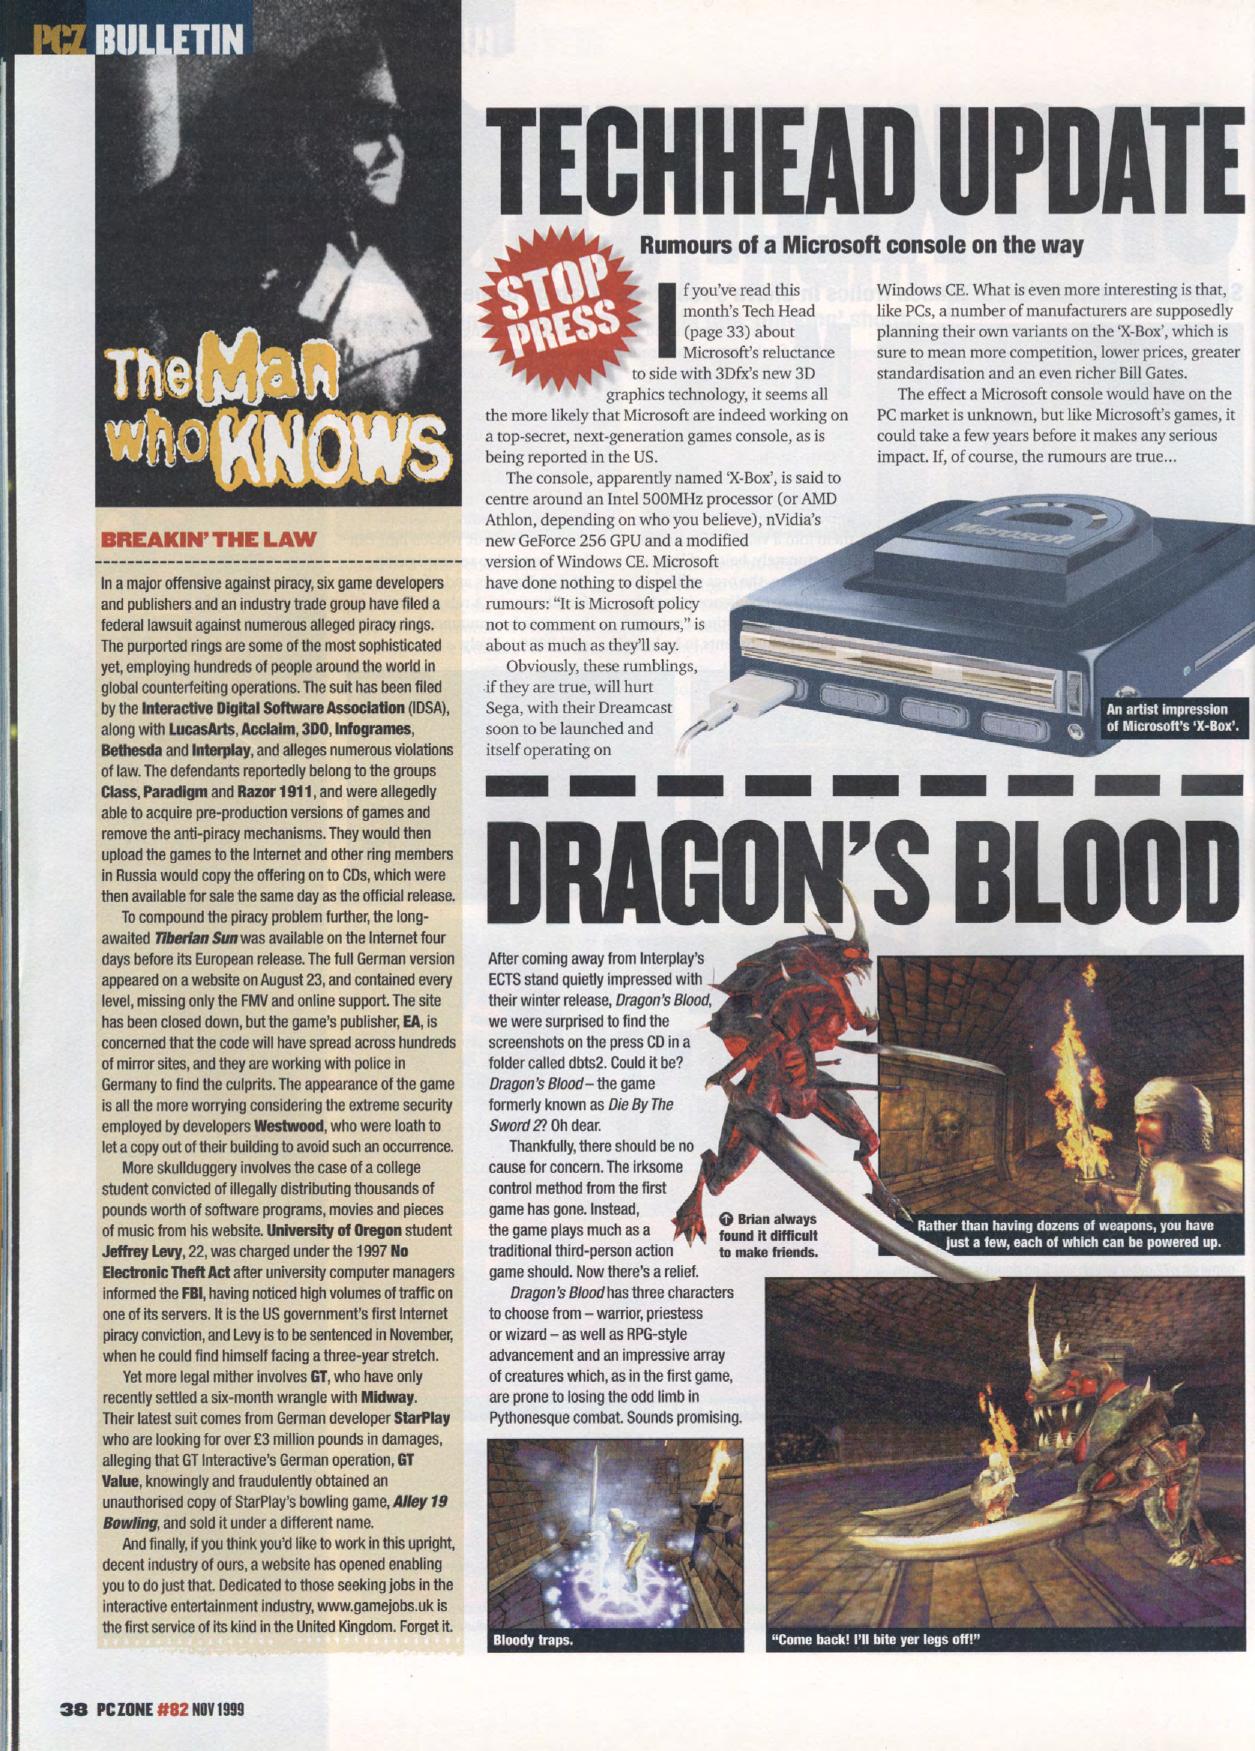 PCZ BULLETIN
The Man
who KNOWS
BREAKIN' THE LAW
In a major offensive against piracy, six game developers
and publishers and an industry trade group have filed a
federal lawsuit against numerous alleged piracy rings.
The purported rings are some of the most sophisticated
yet, employing hundreds of people around the world in
global counterfeiting operations. The suit has been filed
by the Interactive Digital Software Association (IDSA),
along with LucasArts, Acclaim, 3DO, Infogrames,
Bethesda and Interplay, and alleges numerous violations
of law. The defendants reportedly belong to the groups
Class, Paradigm and Razor 1911, and were allegedly
able to acquire pre-production versions of games and
remove the anti-piracy mechanisms. They would then
upload the games to the Internet and other ring members
in Russia would copy the offering on to CDs, which were
then available for sale the same day as the official release.
To compound the piracy problem further, the long-
awaited Tiberian Sun was available on the Internet four
days before its European release. The full German version
appeared on a website on August 23, and contained every
level, missing only the FMV and online support. The site
has been closed down, but the game's publisher, EA, is
concerned that the code will have spread across hundreds
of mirror sites, and they are working with police in
Germany to find the culprits. The appearance of the game
is all the more worrying considering the extreme security
employed by developers Westwood, who were loath to
let a copy out of their building to avoid such an occurrence.
More skullduggery involves the case of a college
student convicted of illegally distributing thousands of
pounds worth of software programs, movies and pieces
of music from his website. University of Oregon student
Jeffrey Levy, 22, was charged under the 1997 No
Electronic Theft Act after university computer managers
informed the FBI, having noticed high volumes of traffic on
one of its servers. It is the US government's first Internet
piracy conviction, and Levy is to be sentenced in November,
when he could find himself facing a three-year stretch.
Yet more legal mither involves GT, who have only
recently settled a six-month wrangle with Midway.
Their latest suit comes from German developer StarPlay
who are looking for over £3 million pounds in damages,
alleging that GT Interactive's German operation, GT
Value, knowingly and fraudulently obtained an
unauthorised copy of StarPlay's bowling game, Alley 19
Bowling, and sold it under a different name.
And finally, if you think you'd like to work in this upright,
decent industry of ours, a website has opened enabling
you to do just that. Dedicated to those seeking jobs in the
interactive entertainment industry, www.gamejobs.uk is
the first service of its kind in the United Kingdom. Forget it.
TECHHEAD UPDATE
Rumours of a Microsoft console on the way
STOP
PRESS
If you've read this
month's Tech Head
(page 33) about
Microsoft's reluctance
to side with 3Dfx's new 3D
graphics technology, it seems all
the more likely that Microsoft are indeed working on
a top-secret, next-generation games console, as is
being reported in the US.
The console, apparently named 'X-Box', is said to
centre around an Intel 500MHz processor (or AMD
Athlon, depending on who you believe), nVidia's
new GeForce 256 GPU and a modified
version of Windows CE. Microsoft
have done nothing to dispel the
rumours: "It is Microsoft policy
not to comment on rumours," is
about as much as they'll say.
Obviously, these rumblings,
if they are true, will hurt
Sega, with their Dreamcast
soon to be launched and
itself operating on
Windows CE. What is even more interesting is that,
like PCs, a number of manufacturers are supposedly
planning their own variants on the 'X-Box', which is
sure to mean more competition, lower prices, greater
standardisation and an even richer Bill Gates.
The effect a Microsoft console would have on the
PC market is unknown, but like Microsoft's games, it
could take a few years before it makes any serious
impact. If, of course, the rumours are true...
Microsoft
An artist impression
of Microsoft's 'X-Box'.
DRAGON'S BLOOD
After coming away from Interplay's
ECTS stand quietly impressed with
their winter release, Dragon's Blood,
we were surprised to find the
screenshots on the press CD in a
folder called dbts2. Could it be?
Dragon's Blood – the game
formerly known as Die By The
Sword 2? Oh dear.
Thankfully, there should be no
cause for concern. The irksome
control method from the first
game has gone. Instead,
the game plays much as a
traditional third-person action
game should. Now there's a relief.
Dragon's Blood has three characters
to choose from – warrior, priestess
or wizard – as well as RPG-style
advancement and an impressive array
of creatures which, as in the first game,
are prone to losing the odd limb in
Pythonesque combat. Sounds promising.
Brian always
found it difficult
to make friends.
Rather than having dozens of weapons, you have
just a few, each of which can be powered up.
Bloody traps.
"Come back! I'll bite yer legs off!"
38 PC ZONE #82 NOV 1999